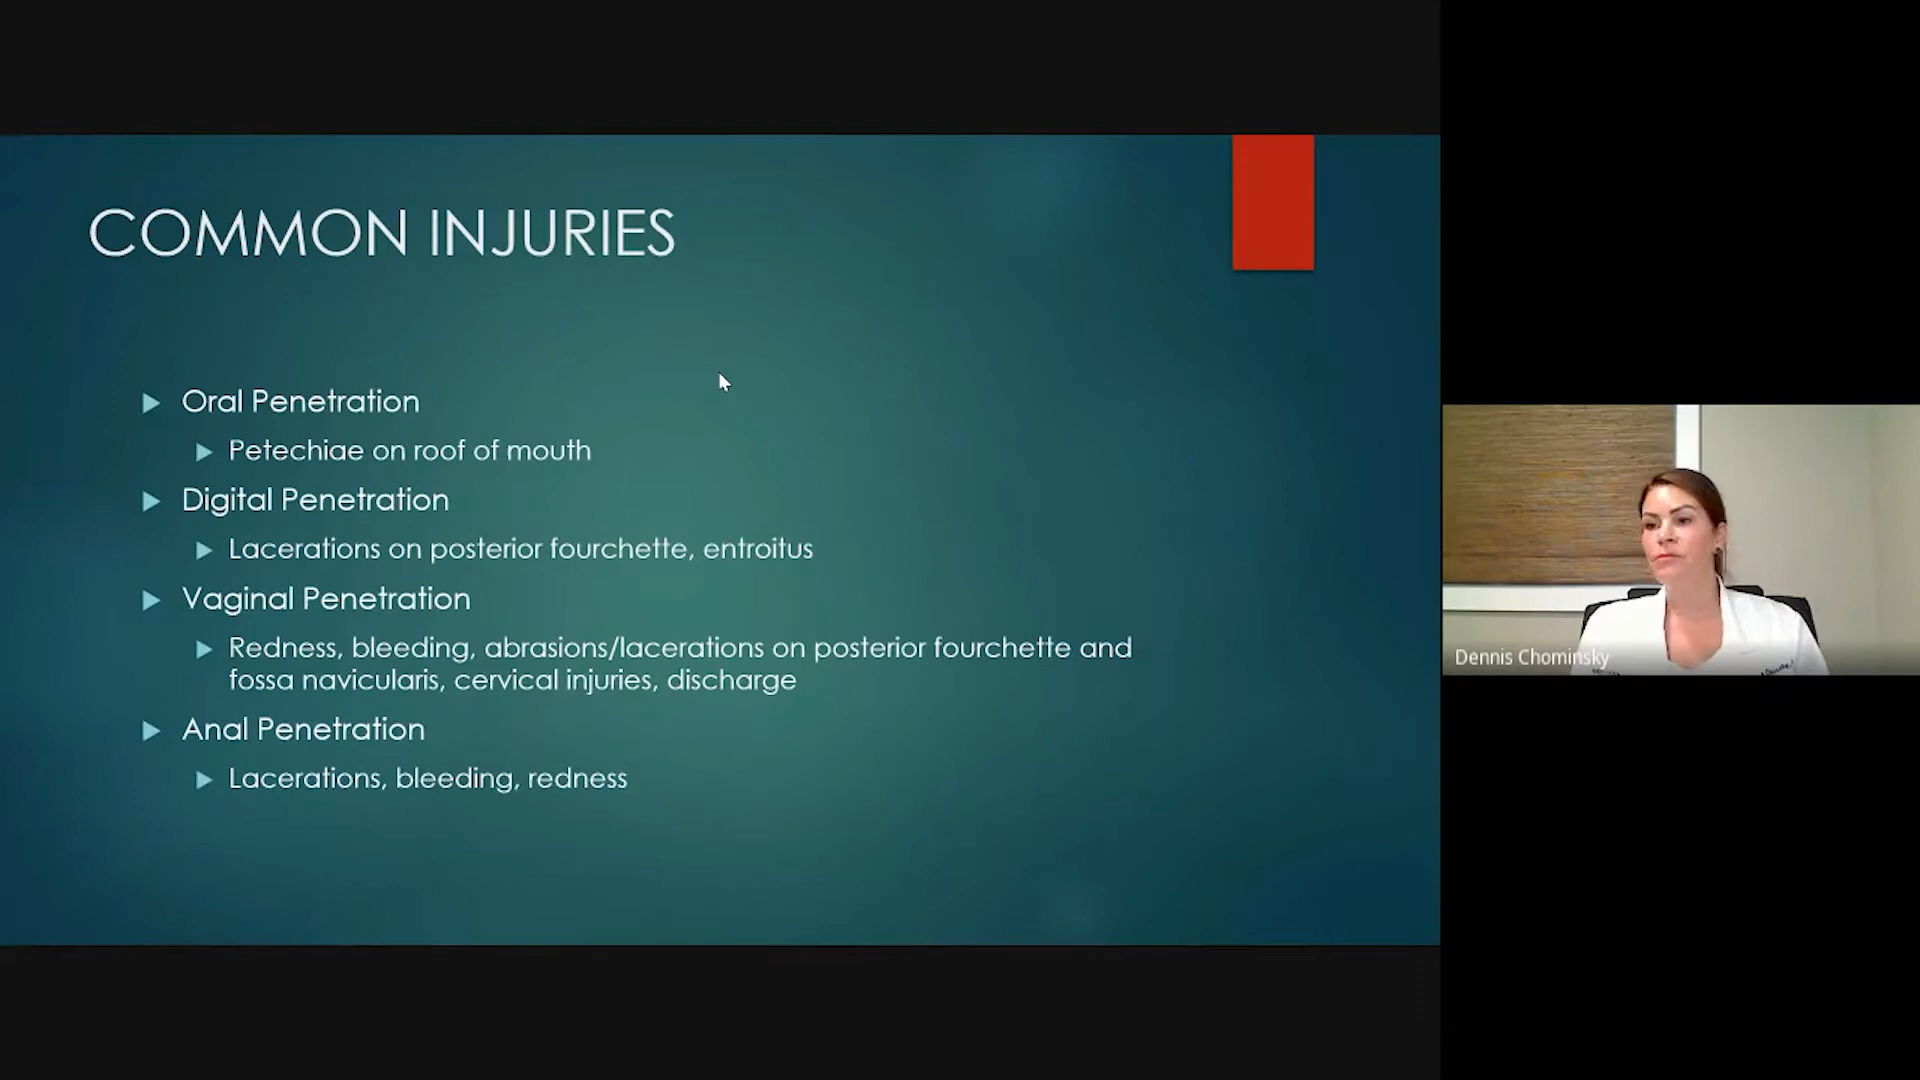 COMMON INJURIES
Oral Penetration
Petechiae on roof of mouth
Digital Penetration
Lacerations on posterior fourchette, entroitus
Vaginal Penetration
Redness, bleeding, abrasions/lacerations on posterior fourchette and
fossa navicularis, cervical injuries, discharge
Anal Penetration
Lacerations, bleeding, redness
Dennis Chominsky